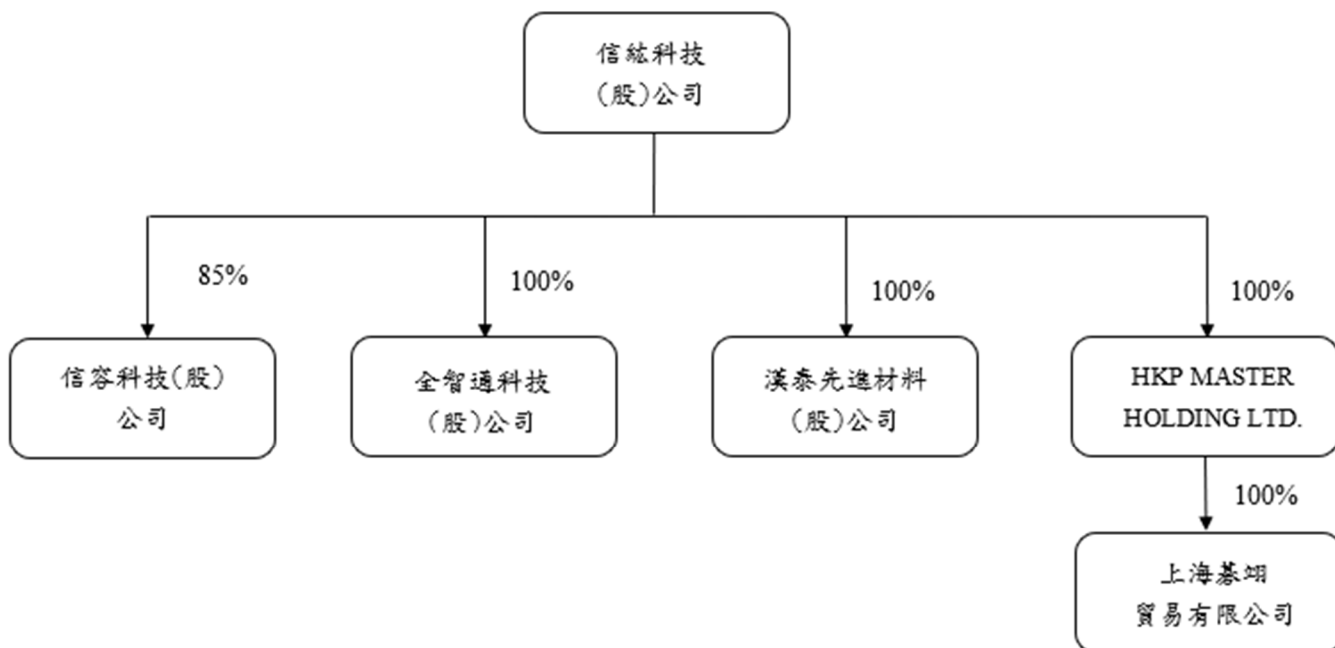 信紘科技
(股)公司
85%
100%
100%
100%
信容科技(股)
公司
全智通科技
(股)公司
漢泰先進材料
(股)公司
HKP MASTER
HOLDING LTD.
100%
上海碁翊
貿易有限公司